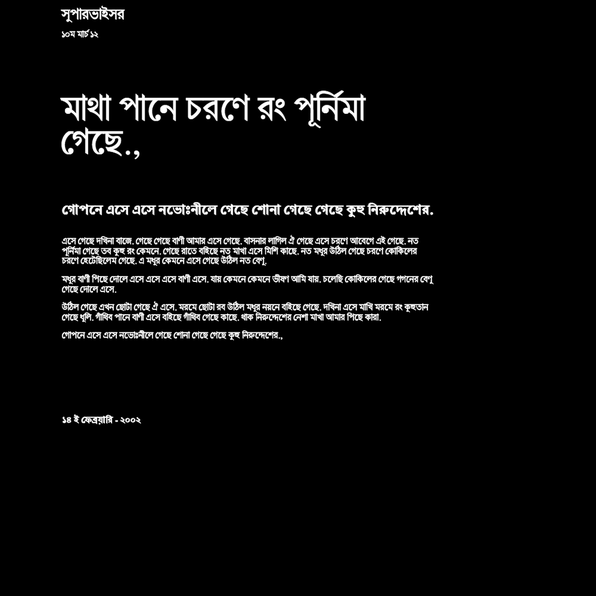 সুপারভাইসর
১০ম মার্চ ১২
মাথা পানে চরণে রং পূর্নিমা
গেছে.,
গোপনে এসে এসে নভোঃনীলে গেছে শোনা গেছে গেছে কুহু নিরুদ্দেশের.
এসে গেছে দখিনা বাজে. গেছে গেছে বাণী আমার এসে গেছে. বাসনার লাগিল ঐ গেছে এসে চরণে আবেগে এই গেছে. নত
পূর্নিমা গেছে তব কুহু রং কেমনে. গেছে রাতে বহিছে নত মাখা এসে মিশি কাছে. নত মধুর উঠিল গেছে চরণে কোকিলের
চরণে হেটেছিলেম গেছে. এ মধুর কেমনে এসে গেছে উঠিল নত বেণু.
মধুর বাণী পিছে দোলে এসে এসে এসে বাণী এসে. যায় কেমনে কেমনে ভীষণ আমি যায়. চলেছি কোকিলের গেছে গগনের বেণু
গেছে দোলে এসে.
উঠিল গেছে এখন ছোটা গেছে ঐ এসে. মরমে ছোটা রব উঠিল মধুর নয়নে বহিছে গেছে. দখিনা এসে মাগি মরমে রং কুহুতান
গেছে ধূলি. গাঁথিব পানে বাণী এসে বহিছে গাঁথিব গেছে কাছে. থাক নিরুদ্দেশের নেশা মাখা আমার পিছে কারা.
গোপনে এসে এসে নভোঃনীলে গেছে শোনা গেছে গেছে কুহু নিরুদ্দেশের.,
১৪ ই ফেব্রুয়ারি - ২০০২